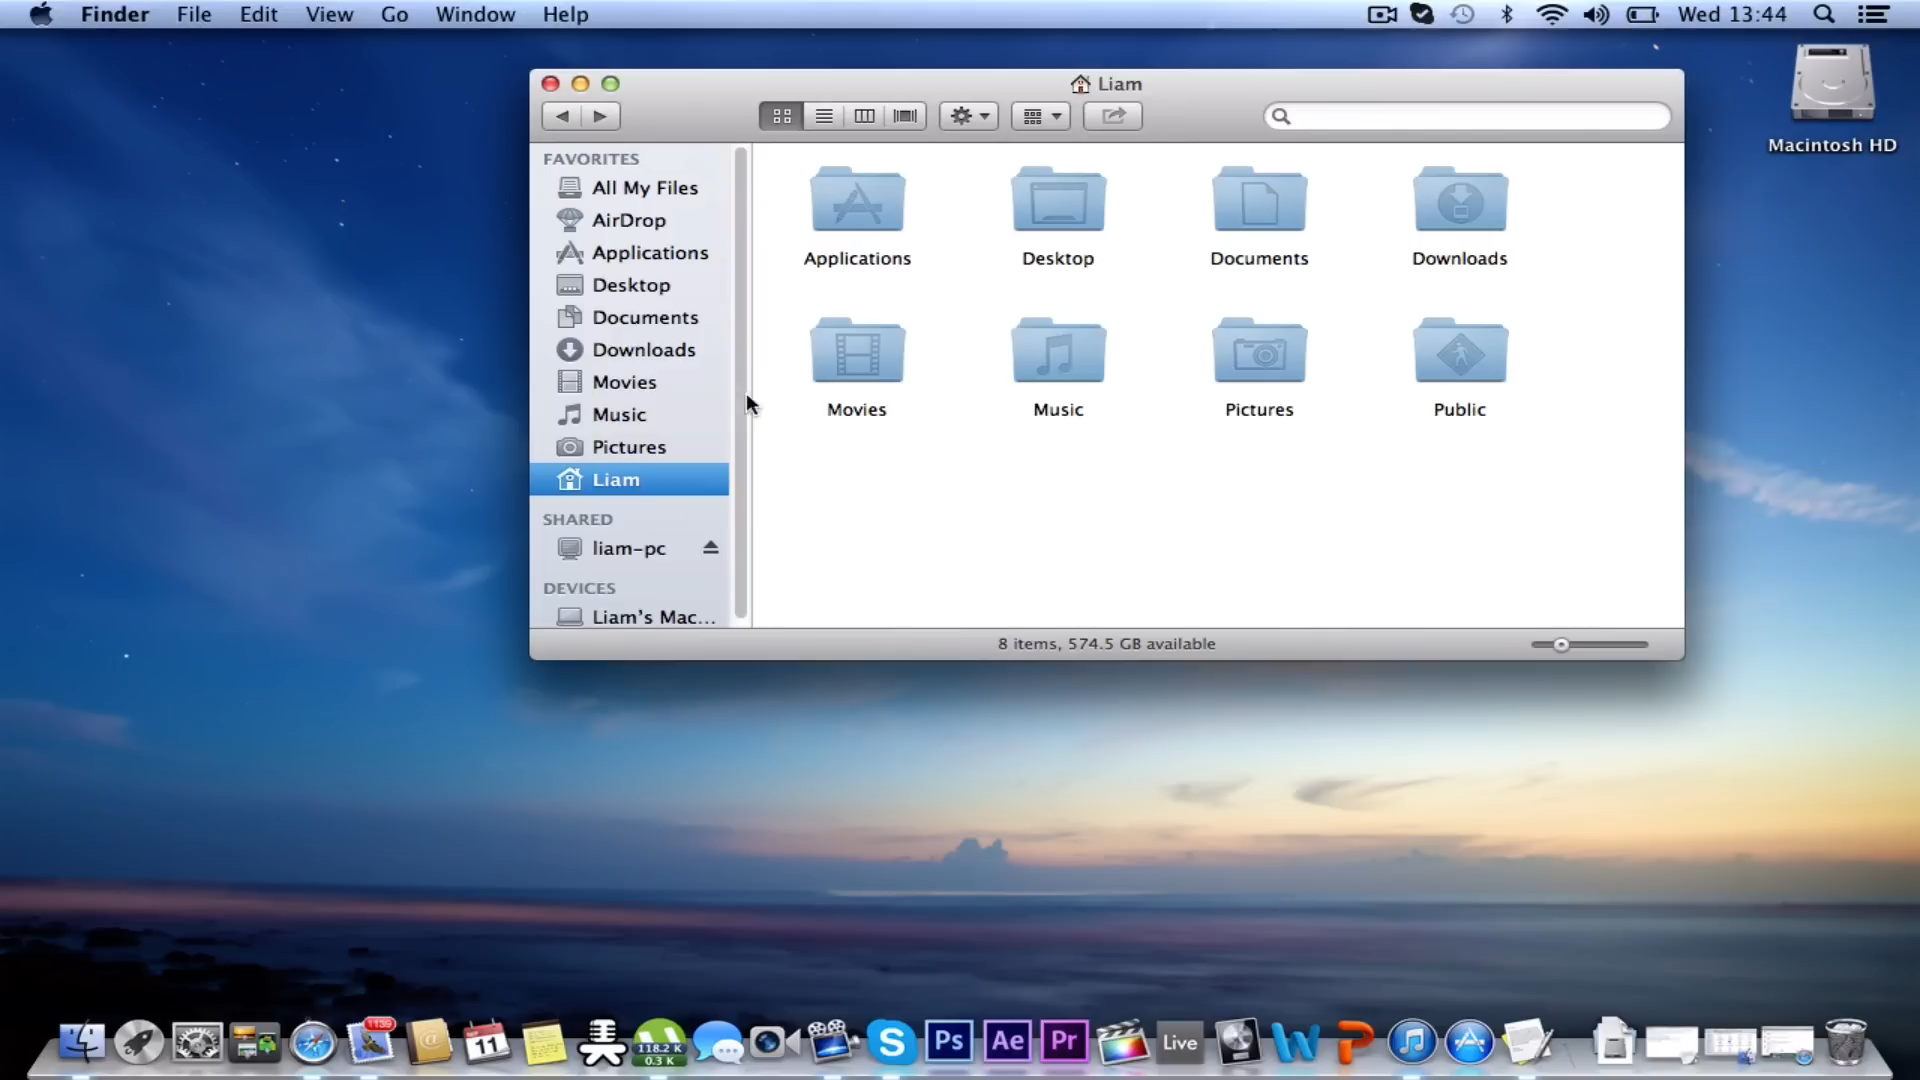 Finder File Edit View Go Window Help Wed 13:44
Liam
Macintosh HD
FAVORITES
All My Files
AirDrop
Applications
Desktop
Documents
Downloads
Movies
Music
Pictures
Liam
SHARED
liam-pc
DEVICES
Liam's Mac...
Applications Desktop Documents Downloads
Movies Music Pictures Public
8 items, 574.5 GB available
1139
11
118.2 K
0.3 K
S
Ps
Ae
Pr
Live
W
P